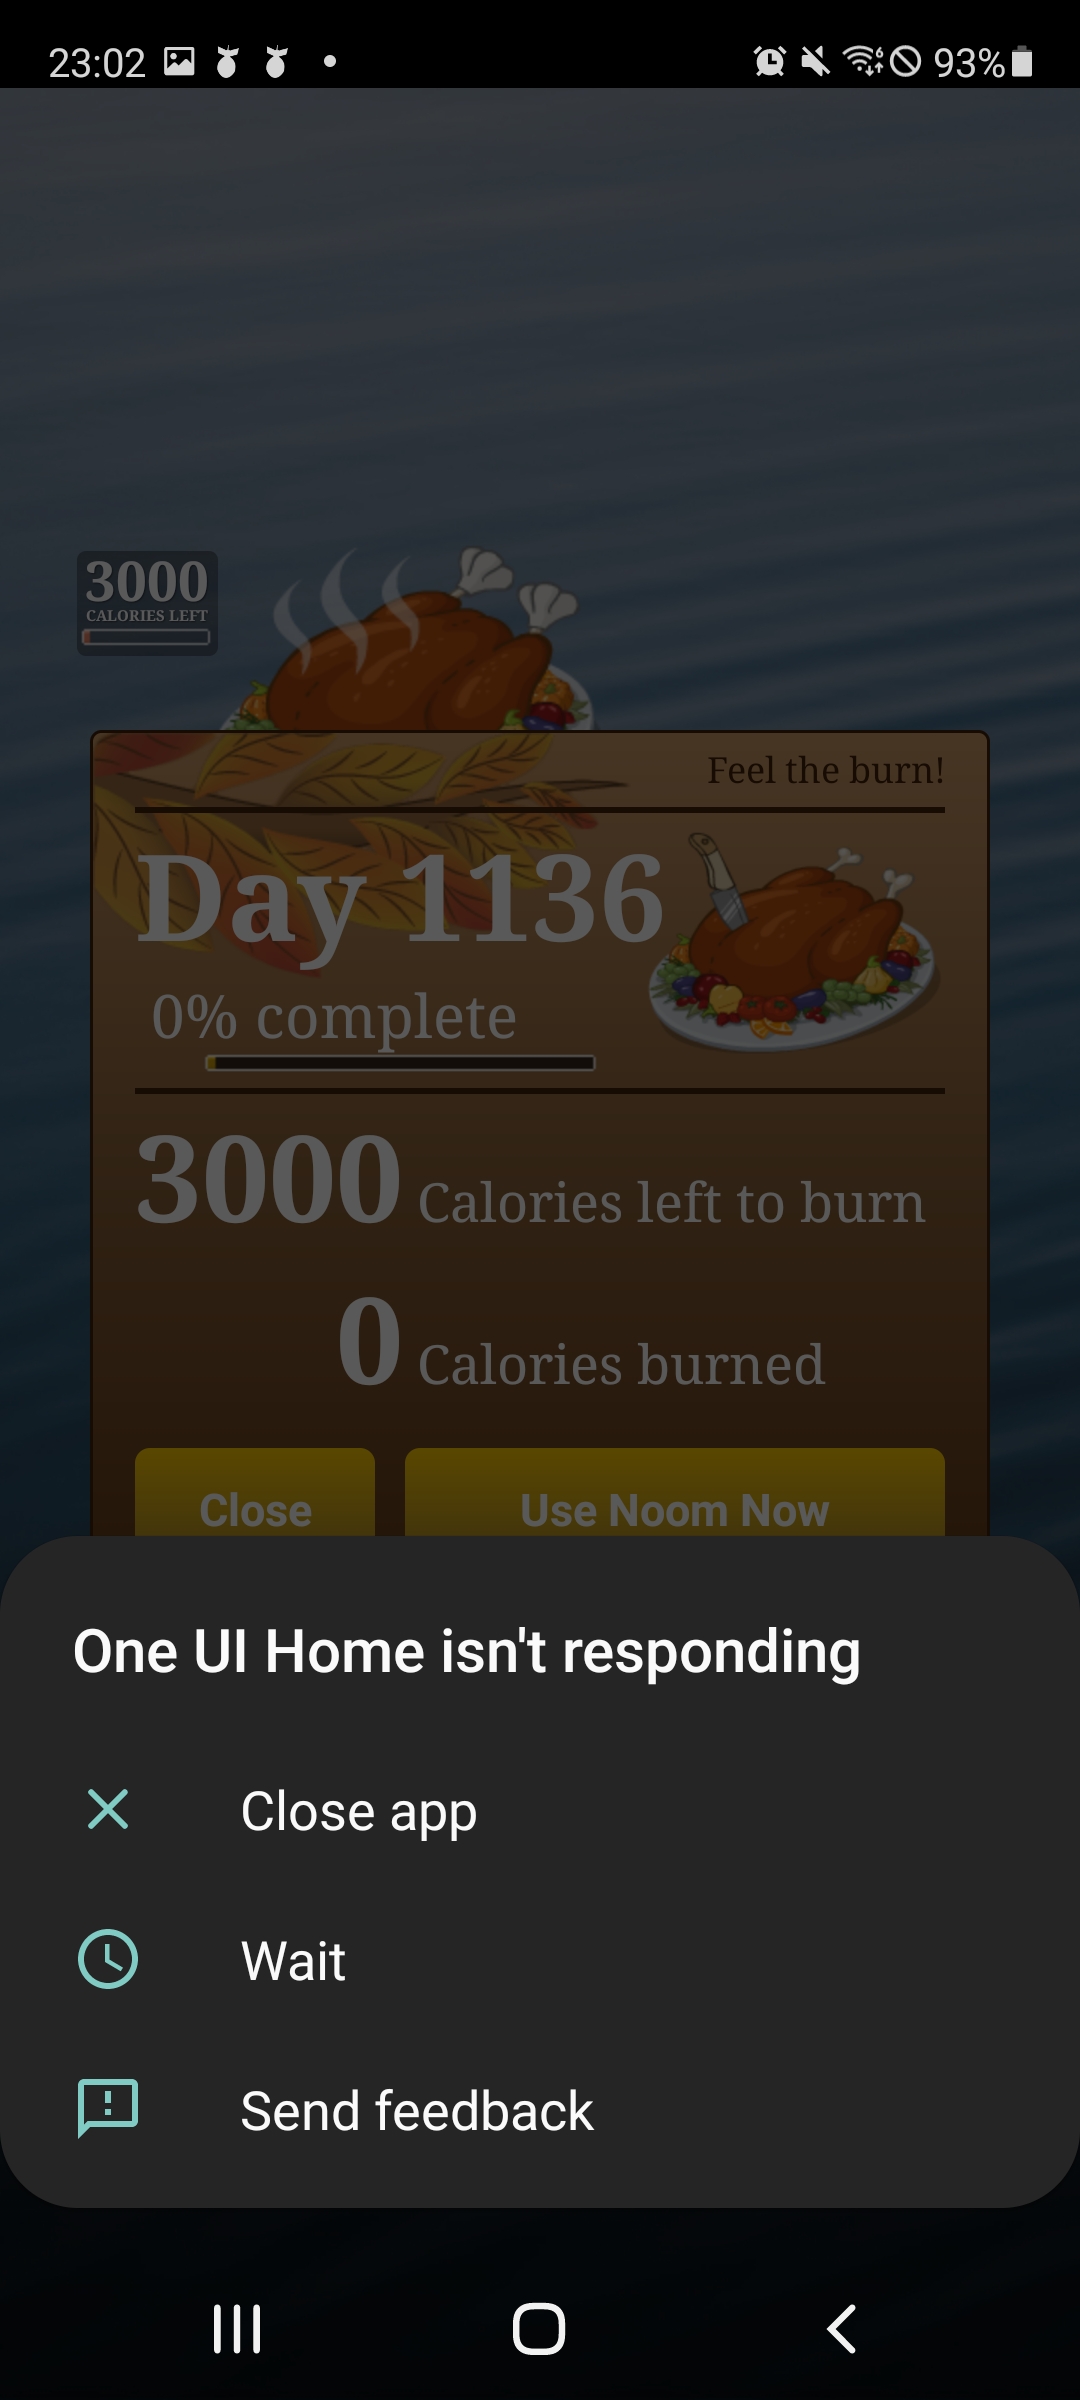 23:02
93%
3000
CALORIES LEFT
Feel the burn!
Day 1136
0% complete
3000 Calories left to burn
0 Calories burned
Close
Use Noom Now
One UI Home isn't responding
Close app
Wait
Send feedback